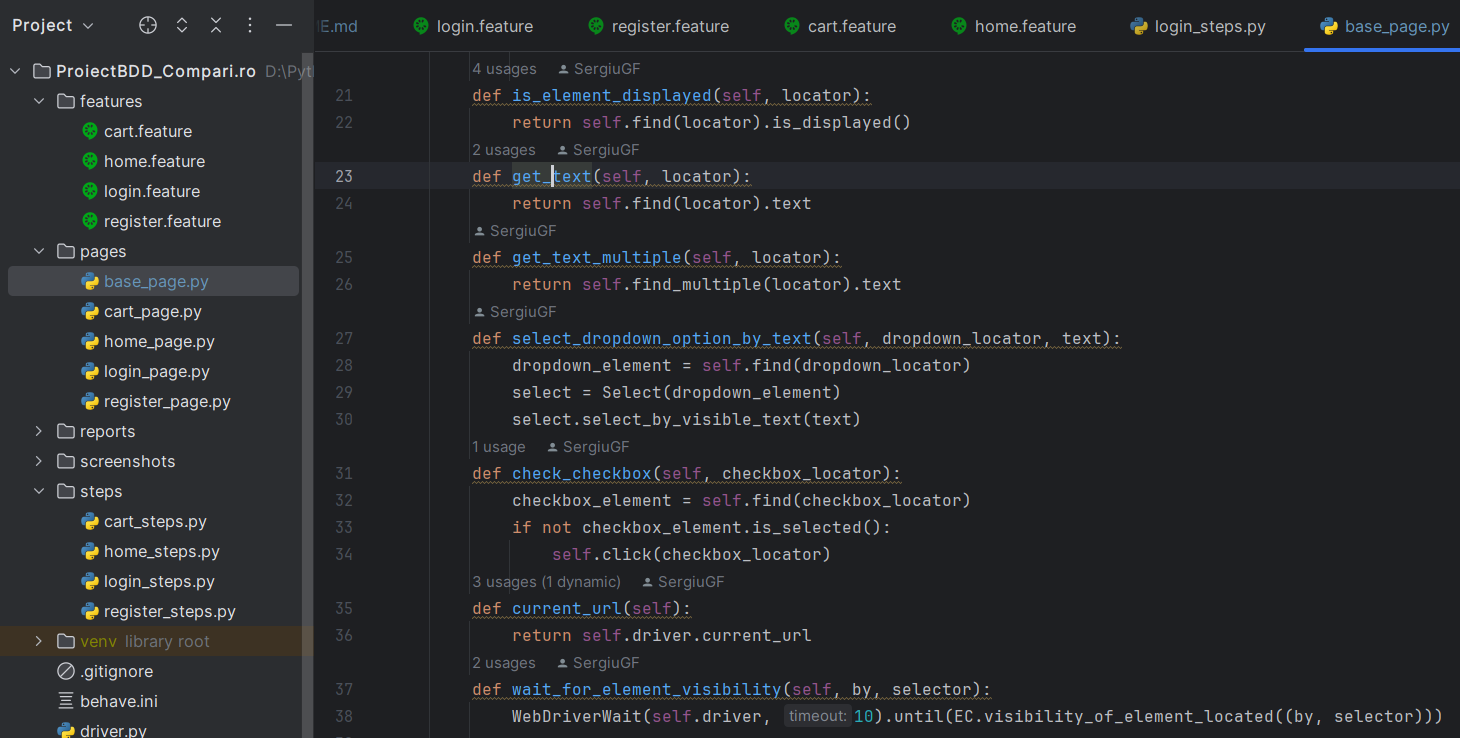 Project
E.md login.feature register.feature cart.feature home.feature login_steps.py base_page.py
ProiectBDD_Compari.ro D:\Pyt
features
cart.feature
home.feature
login.feature
register.feature
pages
base_page.py
cart_page.py
home_page.py
login_page.py
register_page.py
reports
screenshots
steps
cart_steps.py
home_steps.py
login_steps.py
register_steps.py
venv library root
.gitignore
behave.ini
driver.py
4 usages SergiuGF
21 def is_element_displayed(self, locator):
22 return self.find(locator).is_displayed()
2 usages SergiuGF
23 def get_text(self, locator):
24 return self.find(locator).text
SergiuGF
25 def get_text_multiple(self, locator):
26 return self.find_multiple(locator).text
SergiuGF
27 def select_dropdown_option_by_text(self, dropdown_locator, text):
28 dropdown_element = self.find(dropdown_locator)
29 select = Select(dropdown_element)
30 select.select_by_visible_text(text)
1 usage SergiuGF
31 def check_checkbox(self, checkbox_locator):
32 checkbox_element = self.find(checkbox_locator)
33 if not checkbox_element.is_selected():
34 self.click(checkbox_locator)
3 usages (1 dynamic) SergiuGF
35 def current_url(self):
36 return self.driver.current_url
2 usages SergiuGF
37 def wait_for_element_visibility(self, by, selector):
38 WebDriverWait(self.driver, timeout: 10).until(EC.visibility_of_element_located((by, selector)))